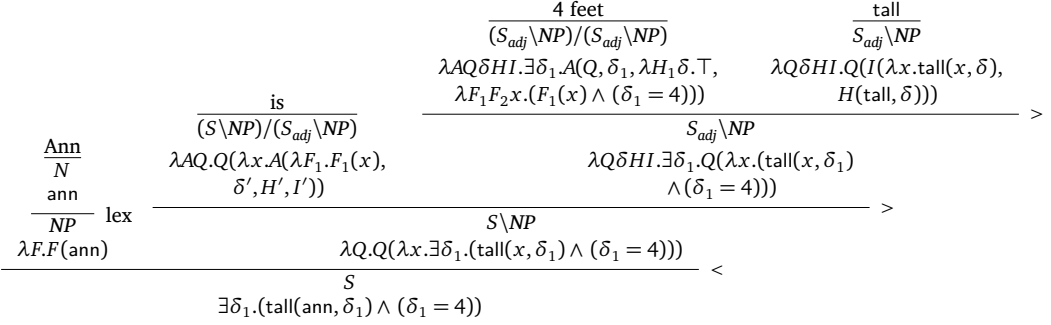 4 feet tall
(S_adj\NP)/(S_adj\NP) S_adj\NP
λAQδHI.∃δ₁.A(Q, δ₁, λH₁δ.⊤, λQδHI.Q(I(λx.tall(x, δ),
λF₁F₂x.(F₁(x) ∧ (δ₁ = 4))) H(tall, δ)))
>
is
(S\NP)/(S_adj\NP) S_adj\NP
Ann
N
ann
λAQ.Q(λx.A(λF₁.F₁(x), λQδHI.∃δ₁.Q(λx.(tall(x, δ₁)
δ′, H′, I′)) ∧ (δ₁ = 4)))
lex >
NP S\NP
λF.F(ann) λQ.Q(λx.∃δ₁.(tall(x, δ₁) ∧ (δ₁ = 4)))
<
S
∃δ₁.(tall(ann, δ₁) ∧ (δ₁ = 4))